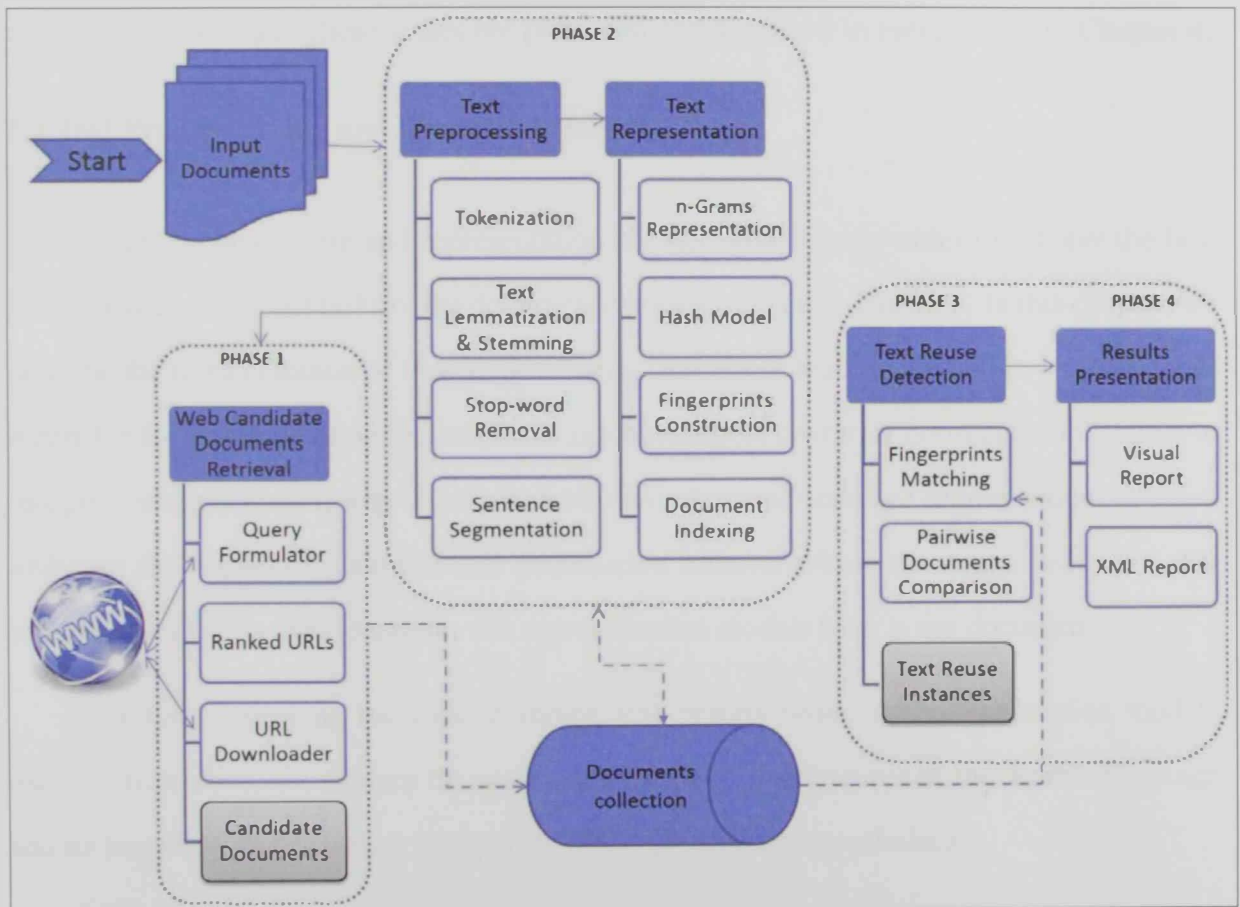 PHASE 2
Start
Input
Documents
Text
Preprocessing
Tokenization
Text
Lemmatization
& Stemming
Stop-word
Removal
Sentence
Segmentation
Text
Representation
n-Grams
Representation
Hash Model
Fingerprints
Construction
Document
Indexing
PHASE 1
Web Candidate
Documents
Retrieval
Query
Formulator
Ranked URLs
URL
Downloader
Candidate
Documents
WWW
Documents
collection
PHASE 3
Text Reuse
Detection
Fingerprints
Matching
Pairwise
Documents
Comparison
Text Reuse
Instances
PHASE 4
Results
Presentation
Visual
Report
XML Report